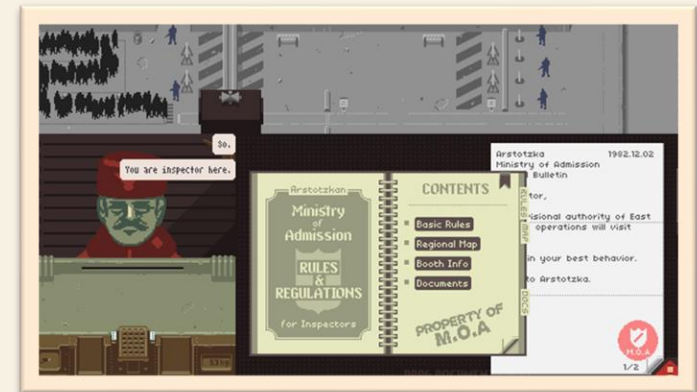 So.
You are inspector here.
Arstotzkan
Ministry
of
Admission
RULES
&
REGULATIONS
for Inspectors
CONTENTS
Basic Rules
Regional Map
Booth Info
Documents
PROPERTY OF
M.O.A
RULES
MAP
DOCS
Arstotzka 1982.12.02
Ministry of Admission
Bulletin
tor,
isional authority of East
operations will visit
in your best behavior.
to Arstotzka.
M.O.A
1/2